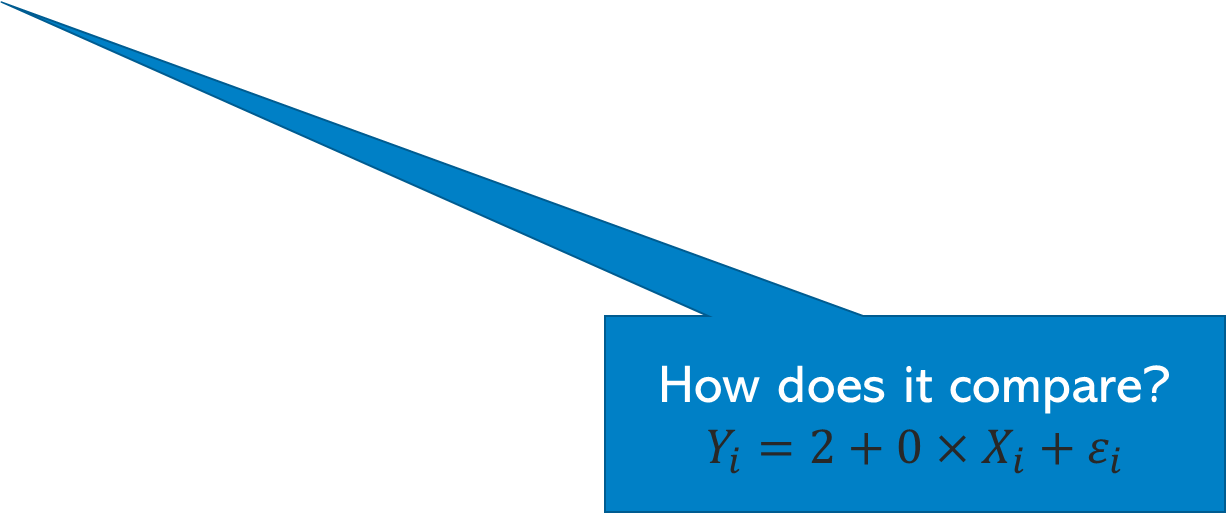 How does it compare?
𝑌𝑖 = 2 + 0 × 𝑋𝑖 + 𝜀𝑖